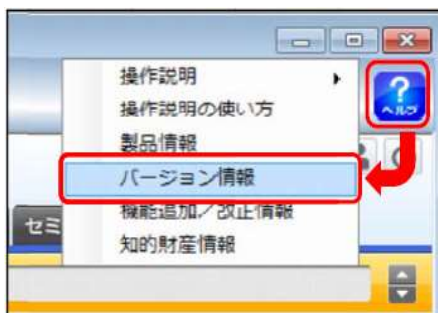 操作説明
操作説明の使い方
ヘルプ
製品情報
バージョン情報
機能追加／改正情報
セミ
知的財産情報